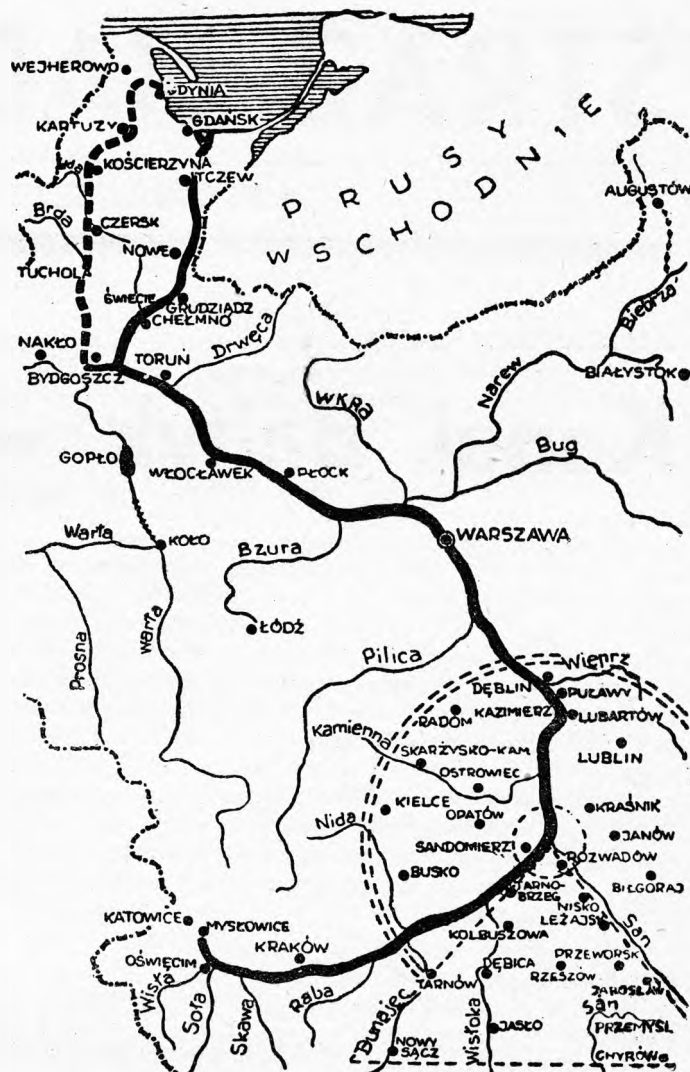 WEJHEROWO
GDYNIA
KARTUZY
GDAŃSK
KOŚCIERZYNA
TCZEW
PRUSY
WSCHODNIE
AUGUSTÓW
Brda
CZERSK
NOWE
TUCHOLA
ŚWIECIE
GRUDZIĄDZ
CHEŁMNO
Drwęca
Biebrza
NAKŁO
BYDGOSZCZ
TORUŃ
WKRA
Narew
BIAŁYSTOK
GOPŁO
WŁOCŁAWEK
PŁOCK
Bug
Warta
KOŁO
Bzura
WARSZAWA
Prosna
Warta
ŁÓDŹ
Pilica
Wieprz
DĘBLIN
PUŁAWY
RADOM
KAZIMIERZ
LUBARTÓW
Kamienna
SKARŻYSKO-KAM
LUBLIN
OSTROWIEC
KIELCE
OPATÓW
KRAŚNIK
Nida
SANDOMIERZ
JANÓW
ROZWADÓW
BUSKO
TARNO-
BRZEG
BIŁGORAJ
NISKO
LEŻAJSK
San
KATOWICE
MYSŁOWICE
KOLBUSZOWA
KRAKÓW
OŚWIĘCIM
Wisła
Soła
Skawa
Raba
Dunajec
TARNÓW
DĘBICA
PRZEWORSK
RZESZÓW
JAROSŁAW
Wisłoka
San
NOWY
SĄCZ
JASŁO
PRZEMYŚL
CHYRÓW